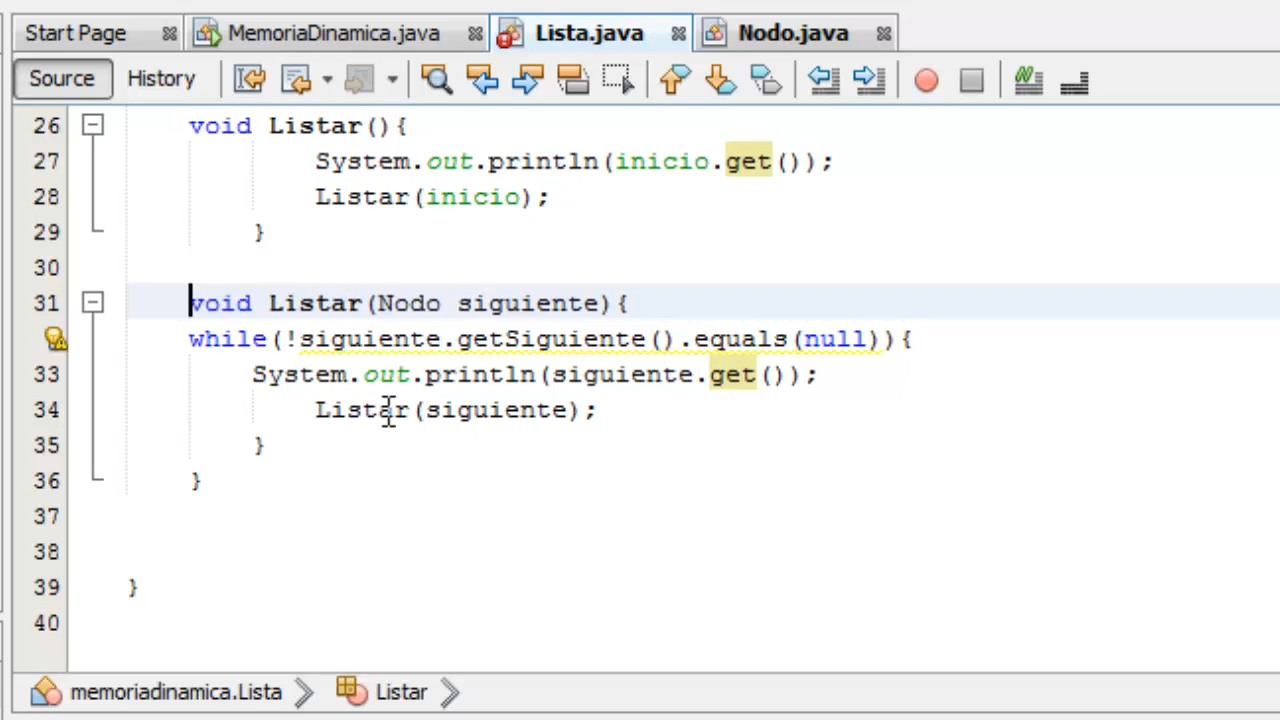 Start Page MemoriaDinamica.java Lista.java Nodo.java
Source History
26 void Listar(){
27 System.out.println(inicio.get());
28 Listar(inicio);
29 }
30
31 void Listar(Nodo siguiente){
while(!siguiente.getSiguiente().equals(null)){
33 System.out.println(siguiente.get());
34 Listar(siguiente);
35 }
36 }
37
38
39 }
40
memoriadinamica.Lista Listar